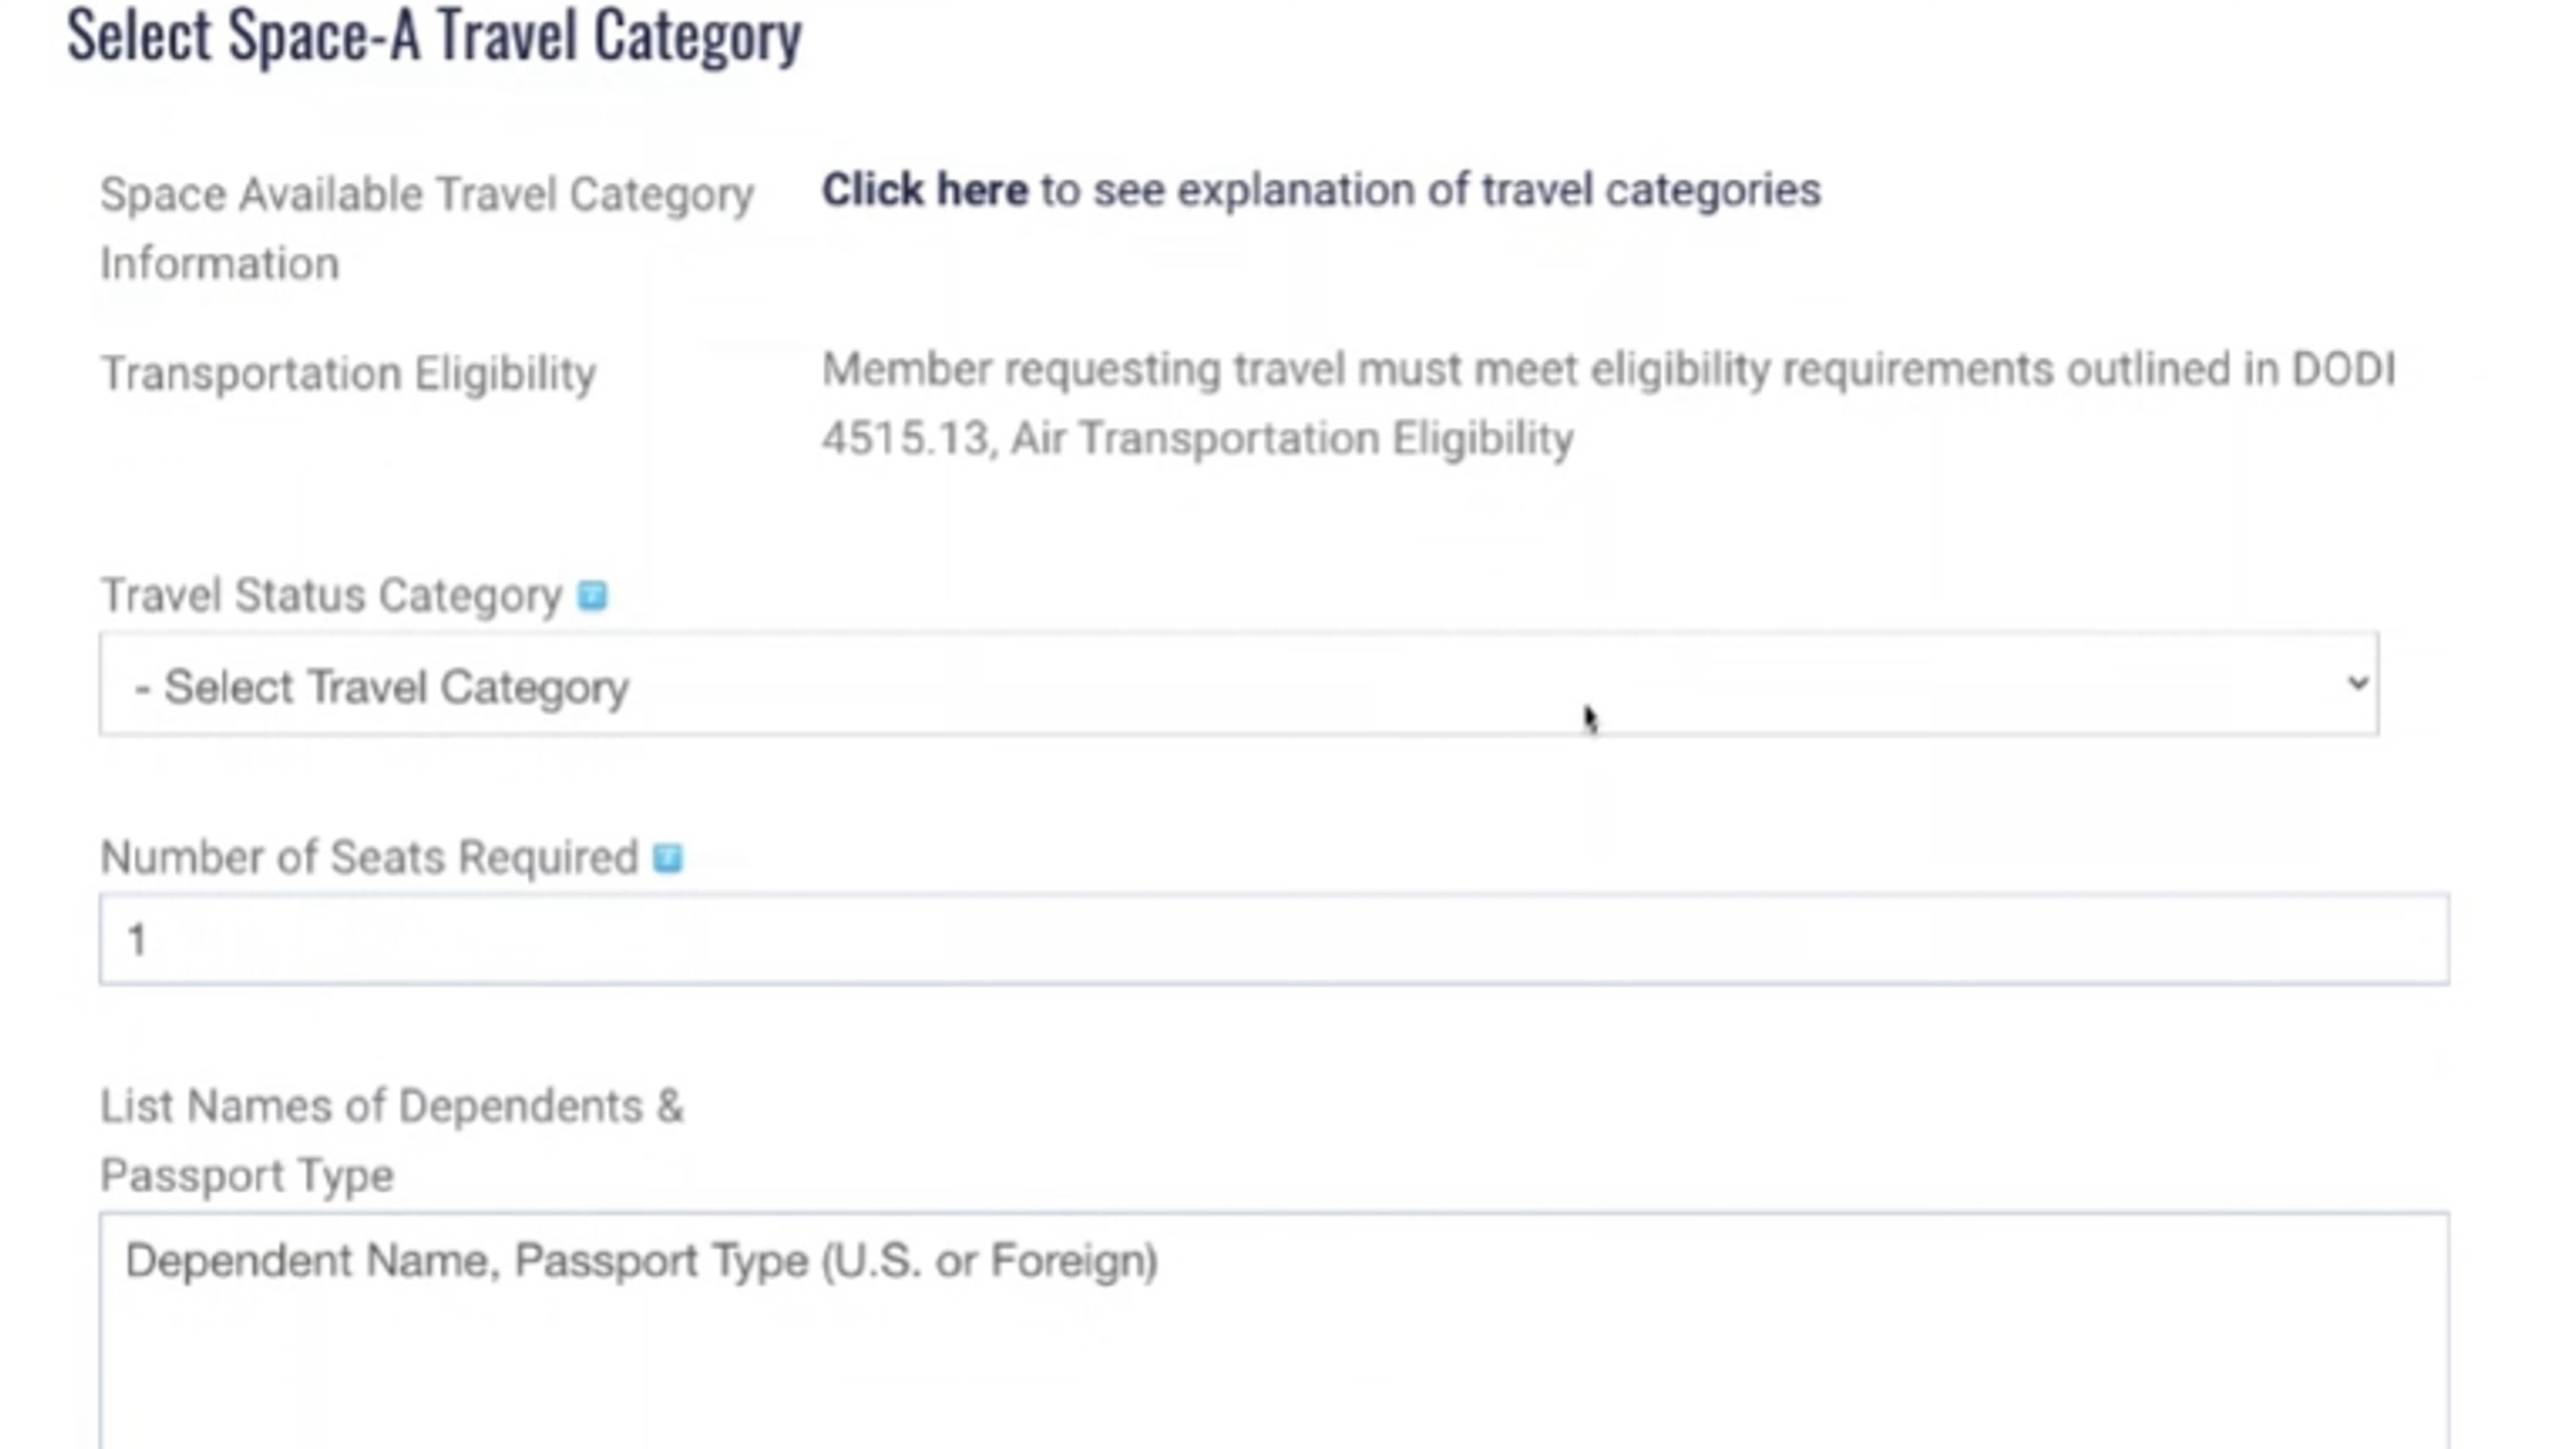 Select Space-A Travel Category
Space Available Travel Category
Information
Click here to see explanation of travel categories
Transportation Eligibility
Member requesting travel must meet eligibility requirements outlined in DODI
4515.13, Air Transportation Eligibility
Travel Status Category
- Select Travel Category
Number of Seats Required
1
List Names of Dependents &
Passport Type
Dependent Name, Passport Type (U.S. or Foreign)